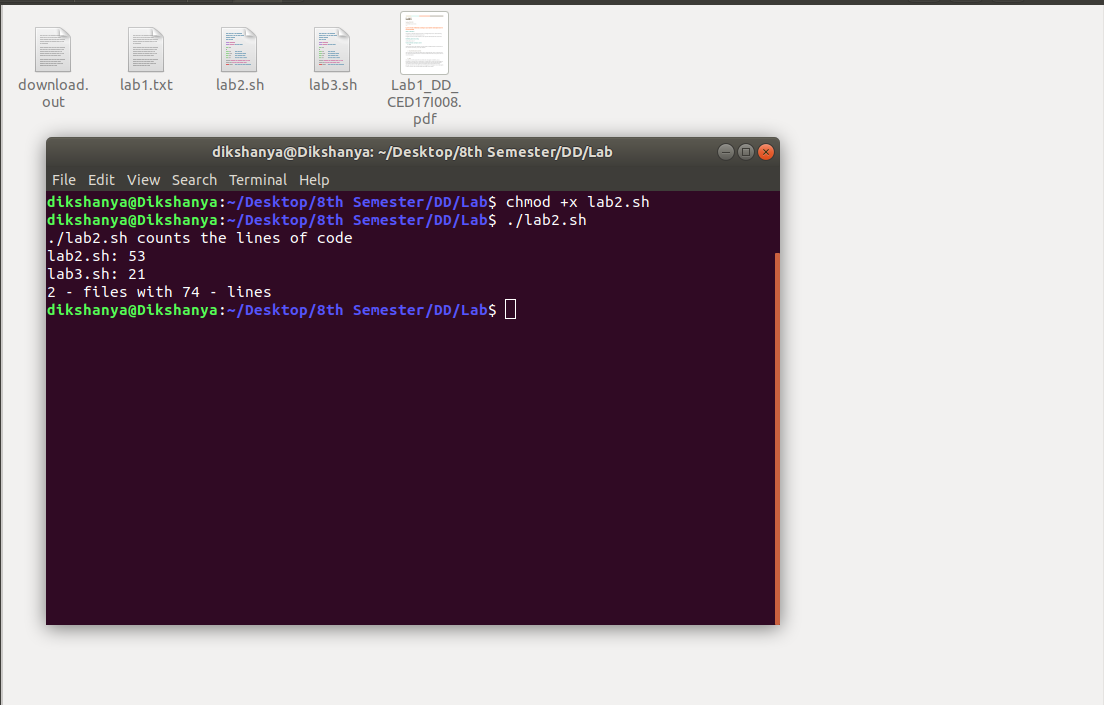 download.
out
lab1.txt
lab2.sh
lab3.sh
Lab1_DD_
CED17I008.
pdf
dikshanya@Dikshanya: ~/Desktop/8th Semester/DD/Lab
File Edit View Search Terminal Help
dikshanya@Dikshanya:~/Desktop/8th Semester/DD/Lab$ chmod +x lab2.sh
dikshanya@Dikshanya:~/Desktop/8th Semester/DD/Lab$ ./lab2.sh
./lab2.sh counts the lines of code
lab2.sh: 53
lab3.sh: 21
2 - files with 74 - lines
dikshanya@Dikshanya:~/Desktop/8th Semester/DD/Lab$